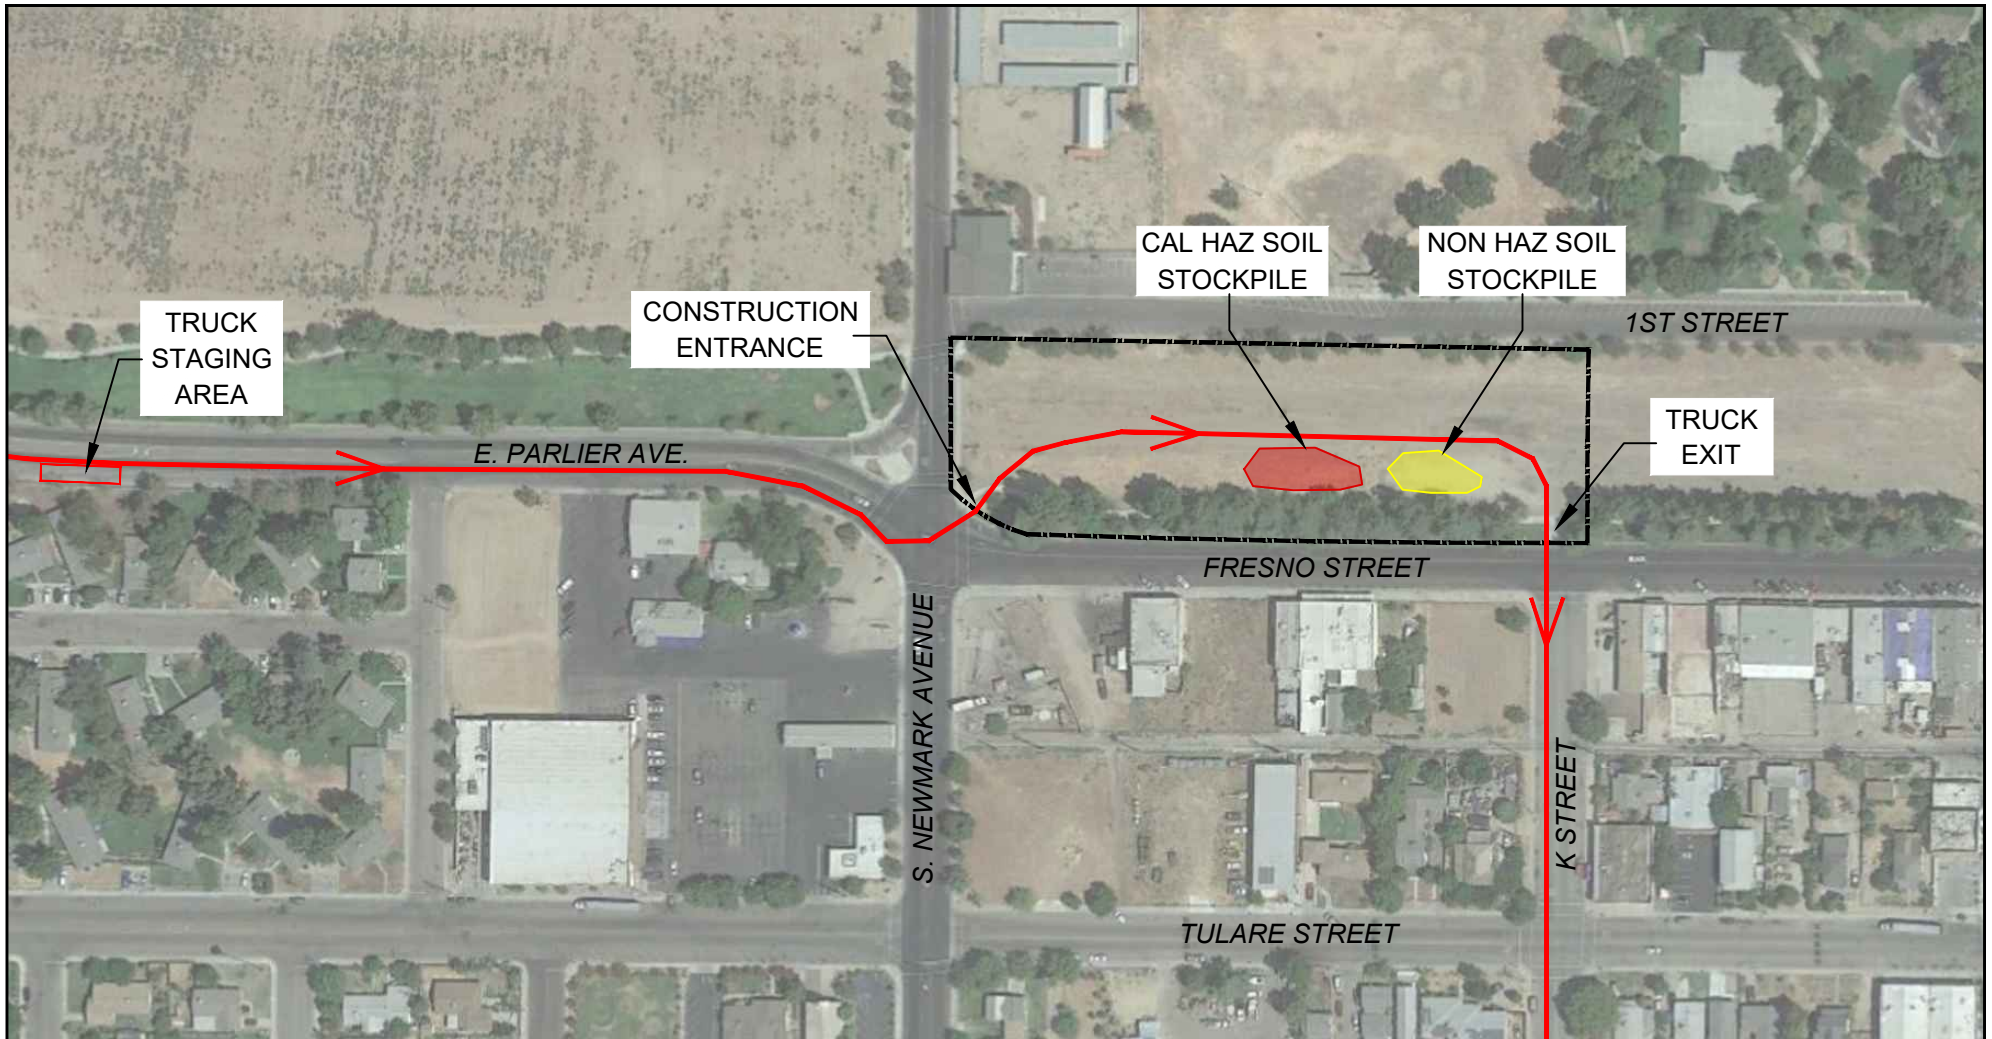 CAL HAZ SOIL
STOCKPILE
NON HAZ SOIL
STOCKPILE
TRUCK
STAGING
AREA
CONSTRUCTION
ENTRANCE
1ST STREET
TRUCK
EXIT
E. PARLIER AVE.
FRESNO STREET
S. NEWMARK AVENUE
K STREET
TULARE STREET